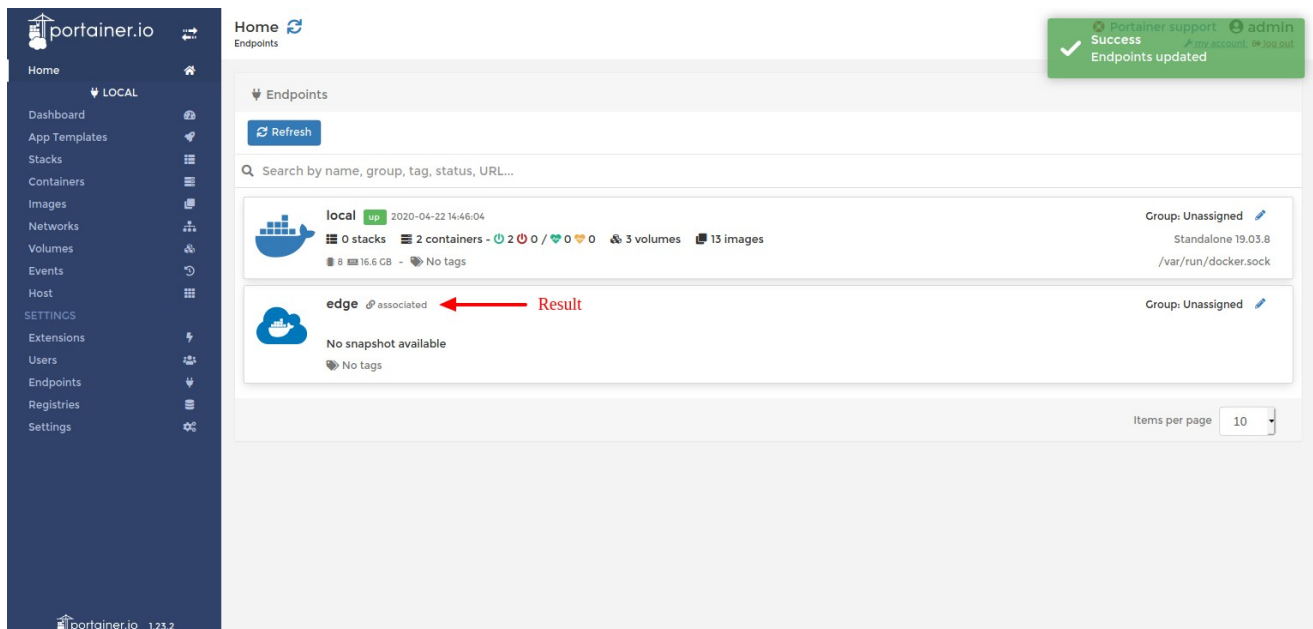 portainer.io
Home
LOCAL
Dashboard
App Templates
Stacks
Containers
Images
Networks
Volumes
Events
Host
SETTINGS
Extensions
Users
Endpoints
Registries
Settings
portainer.io 1.23.2
Home
Endpoints
Portainer support admin
my account log out
Success
Endpoints updated
Endpoints
Refresh
Search by name, group, tag, status, URL...
local up 2020-04-22 14:46:04 Group: Unassigned
0 stacks 2 containers - 2 0 / 0 0 3 volumes 13 images Standalone 19.03.8
8 16.6 GB - No tags /var/run/docker.sock
edge associated Result Group: Unassigned
No snapshot available
No tags
Items per page 10